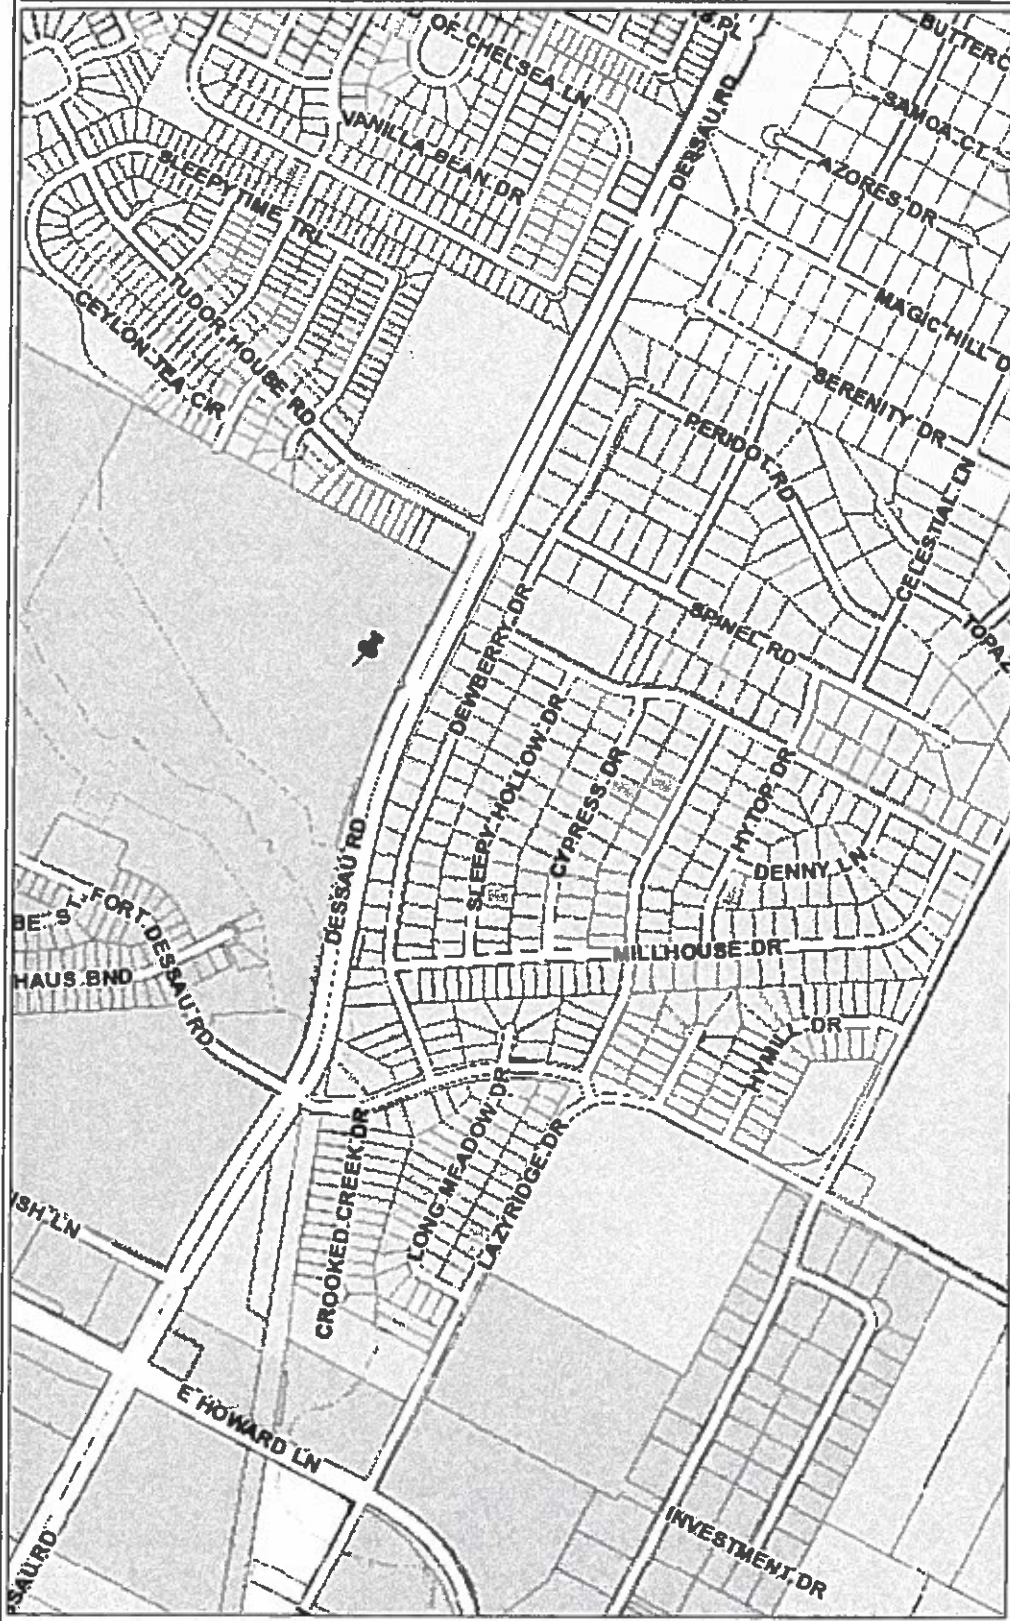 S PL
BUTTERC
OF CHELSEA LN
DESSAU RD
SAMOA CT
VANILLA BEAN DR
AZORES DR
SLEEPYTIME TRL
MAGIC HILL D
TUDOR HOUSE RD
CEYLON TEA CIR
SERENITY DR
PERIDOT RD
CELESTIAL LN
DEWBERRY DR
SPINEL RD
TOPAZ
SLEEPY HOLLOW DR
CYPRESS DR
HYTOP DR
DESSAU RD
DENNY LN
FORT DESSAU RD
BE ST
HAUS BND
MILLHOUSE DR
HYMILL DR
LONG MEADOW DR
CROOKED CREEK DR
LAZYRIDGE DR
ISH LN
E HOWARD LN
INVESTMENT DR
SAU RD